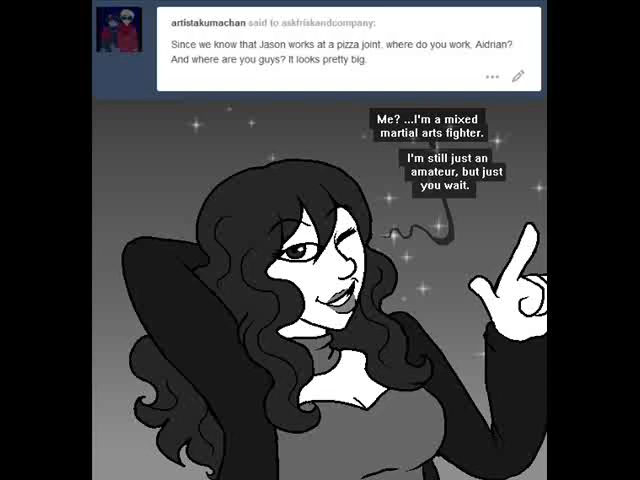 artistakumachan said to askfriskandcompany:
Since we know that Jason works at a pizza joint, where do you work, Aidrian?
And where are you guys? It looks pretty big.
Me? ...I'm a mixed
martial arts fighter.
I'm still just an
amateur, but just
you wait.